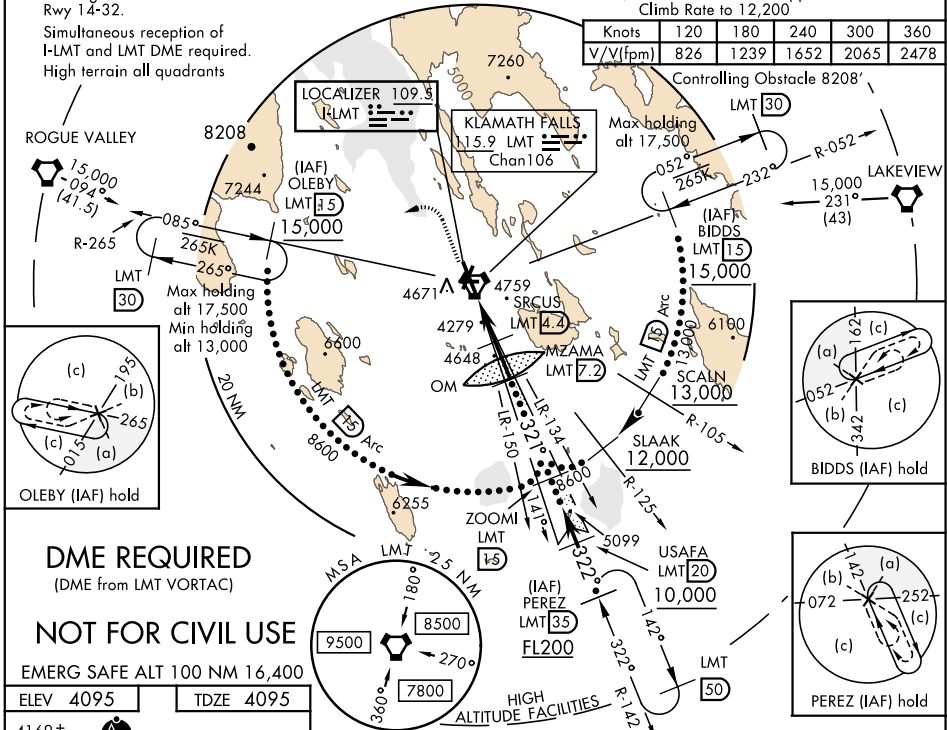 Rwy 14-32.
Simultaneous reception of
I-LMT and LMT DME required.
High terrain all quadrants
Climb Rate to 12,200'
Knots 120 180 240 300 360
V/V(fpm) 826 1239 1652 2065 2478
Controlling Obstacle 8208'
7260
5000
LOCALIZER 109.5
I-LMT
KLAMATH FALLS
115.9 LMT
Chan106
Max holding
alt 17,500
LMT 30
052°
265K
232°
R-052
LAKEVIEW
15,000
231°
(43)
ROGUE VALLEY
15,000
094°
(41.5)
R-265
8208
7244
(IAF)
OLEBY
LMT 15
15,000
085°
265K
265°
LMT
30
Max holding
alt 17,500
Min holding
alt 13,000
(IAF)
BIDDS
LMT 15
15,000
4671
4759
SRCUS
LMT 4.4
4279
4648
OM
MZAMA
LMT 7.2
LMT 15 Arc
13,000
6100
SCALN
13,000
R-105
6600
20 NM
LMT 15 Arc
8600
LR-150
321°
LR-134
SLAAK
12,000
R-125
8600
141°
6255
ZOOMI
LMT
15
5099
USAFA
LMT 20
10,000
322°
(IAF)
PEREZ
LMT 35
FL200
142°
322°
R-142
LMT
50
HIGH
ALTITUDE FACILITIES
(c)
195
(b)
265
(c)
(a)
015
OLEBY (IAF) hold
162
(c)
(a)
052
(b)
(c)
342
BIDDS (IAF) hold
142
(a)
(b)
072
252
(c)
(c)
PEREZ (IAF) hold
DME REQUIRED
(DME from LMT VORTAC)
NOT FOR CIVIL USE
EMERG SAFE ALT 100 NM 16,400
MSA LMT 25 NM
180°
8500
9500
270°
7800
360°
ELEV 4095
TDZE 4095
4169±